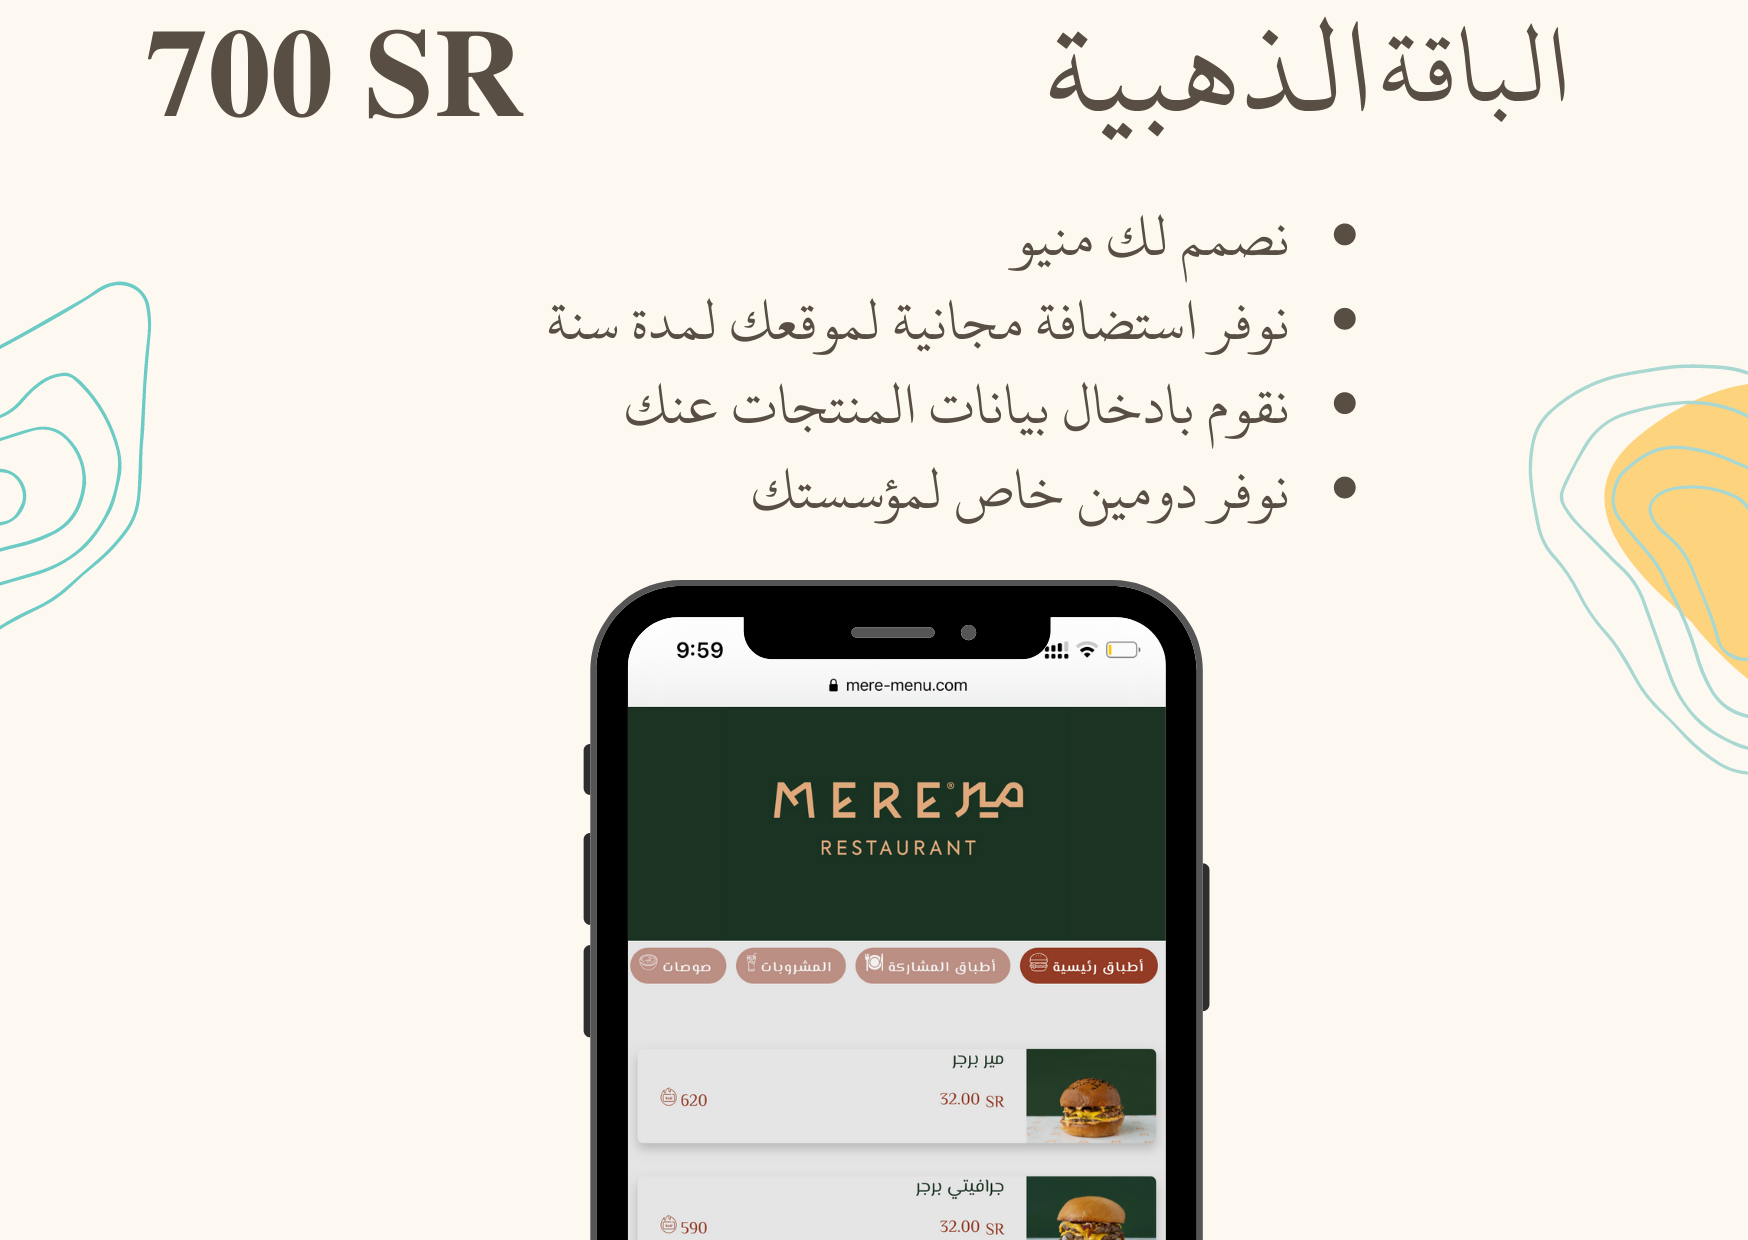 الباقة الذهبية
700 SR
نصمم لك منيو
نوفر استضافة مجانية لموقعك لمدة سنة
نقوم بادخال بيانات المنتجات عنك
نوفر دومين خاص لمؤسستك
9:59
mere-menu.com
MERE® مير
RESTAURANT
أطباق رئيسية أطباق المشاركة المشروبات صوصات
مير برجر
32.00 SR 620
جرافيتي برجر
32.00 SR 590